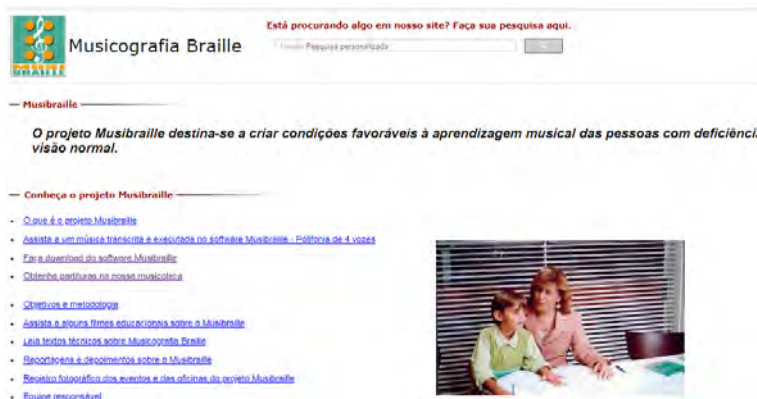 Está procurando algo em nosso site? Faça sua pesquisa aqui.
Musicografia Braille
Pesquisa personalizada
MUSI
BRAILLE
Musibraille
O projeto Musibraille destina-se a criar condições favoráveis à aprendizagem musical das pessoas com deficiência
visão normal.
Conheça o projeto Musibraille
O que é o projeto Musibraille
Assista a um música transcrita e executada no software Musibraille - Polifonia de 4 vozes
Faça download do software Musibraille
Obtenha partituras na nossa musicoteca
Objetivos e metodologia
Assista a alguns filmes educacionais sobre o Musibraille
Leia textos técnicos sobre Musicografia Braille
Reportagens e depoimentos sobre o Musibraille
Registro fotográfico dos eventos e das oficinas do projeto Musibraille
Equipe responsável